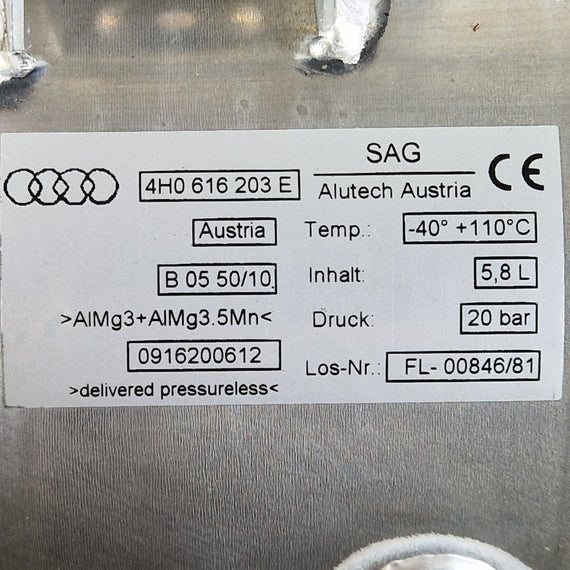 4H0 616 203 E
SAG
Alutech Austria
CE
Austria
Temp.: -40° +110°C
B 05 50/10
Inhalt: 5,8 L
>AlMg3+AlMg3.5Mn<
Druck: 20 bar
0916200612
Los-Nr.: FL- 00846/81
>delivered pressureless<